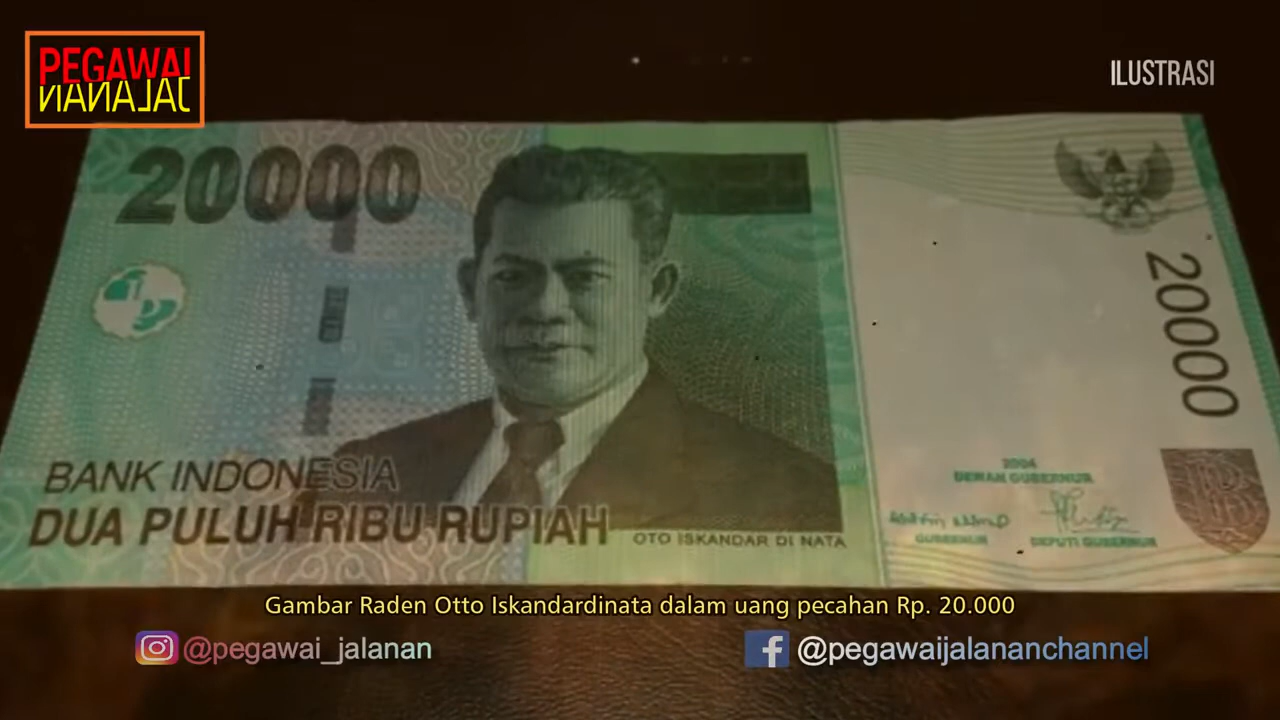 PEGAWAI
JALANAN
ILUSTRASI
20000
20000
BANK INDONESIA
DUA PULUH RIBU RUPIAH
OTO ISKANDAR DI NATA
2004
DEWAN GUBERNUR
GUBERNUR
DEPUTI GUBERNUR
Gambar Raden Otto Iskandardinata dalam uang pecahan Rp. 20.000
@pegawai_jalanan
@pegawaijalananchannel